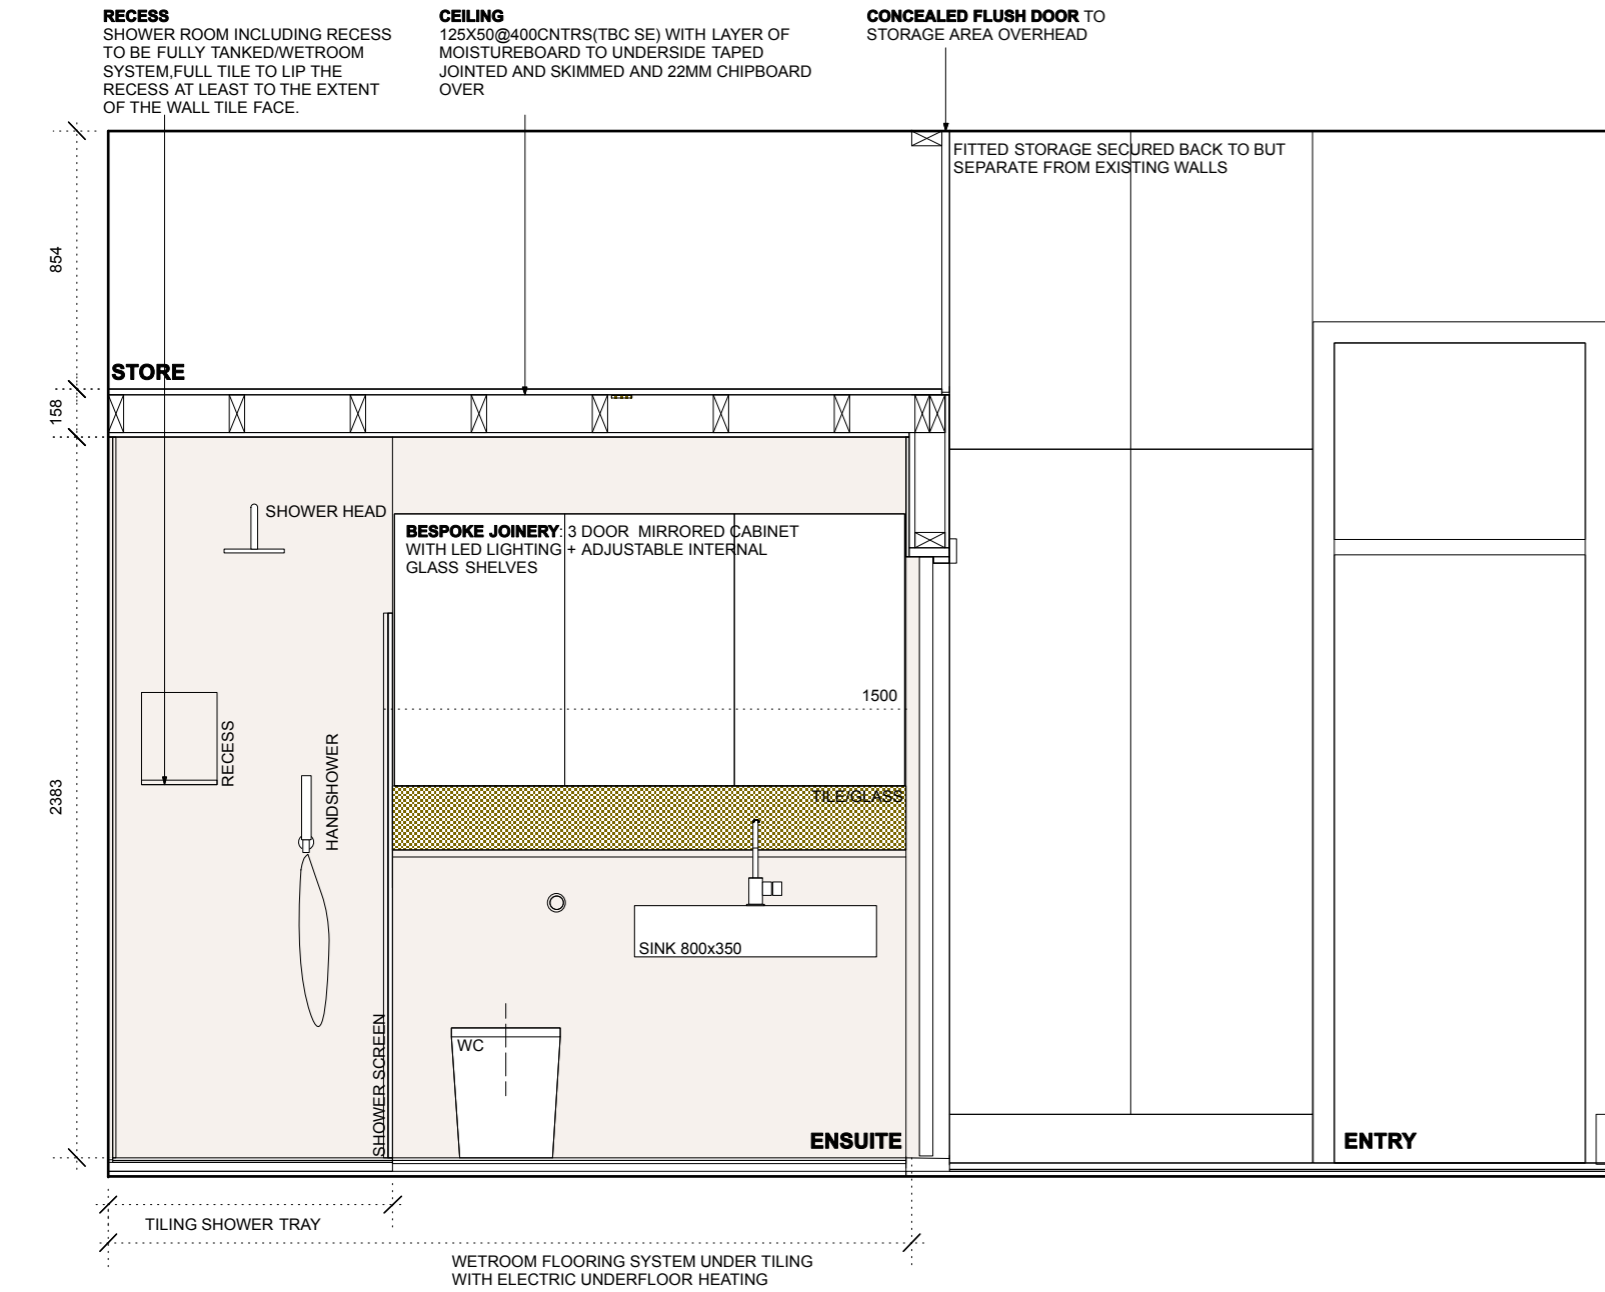 RECESS
SHOWER ROOM INCLUDING RECESS
TO BE FULLY TANKED/WETROOM
SYSTEM,FULL TILE TO LIP THE
RECESS AT LEAST TO THE EXTENT
OF THE WALL TILE FACE.
CEILING
125X50@400CNTRS(TBC SE) WITH LAYER OF
MOISTUREBOARD TO UNDERSIDE TAPED
JOINTED AND SKIMMED AND 22MM CHIPBOARD
OVER
CONCEALED FLUSH DOOR TO
STORAGE AREA OVERHEAD
FITTED STORAGE SECURED BACK TO BUT
SEPARATE FROM EXISTING WALLS
854
STORE
158
SHOWER HEAD
BESPOKE JOINERY: 3 DOOR MIRRORED CABINET
WITH LED LIGHTING + ADJUSTABLE INTERNAL
GLASS SHELVES
1500
RECESS
HANDSHOWER
2383
TILE/GLASS
SINK 800x350
SHOWER SCREEN
WC
ENSUITE
ENTRY
TILING SHOWER TRAY
WETROOM FLOORING SYSTEM UNDER TILING
WITH ELECTRIC UNDERFLOOR HEATING